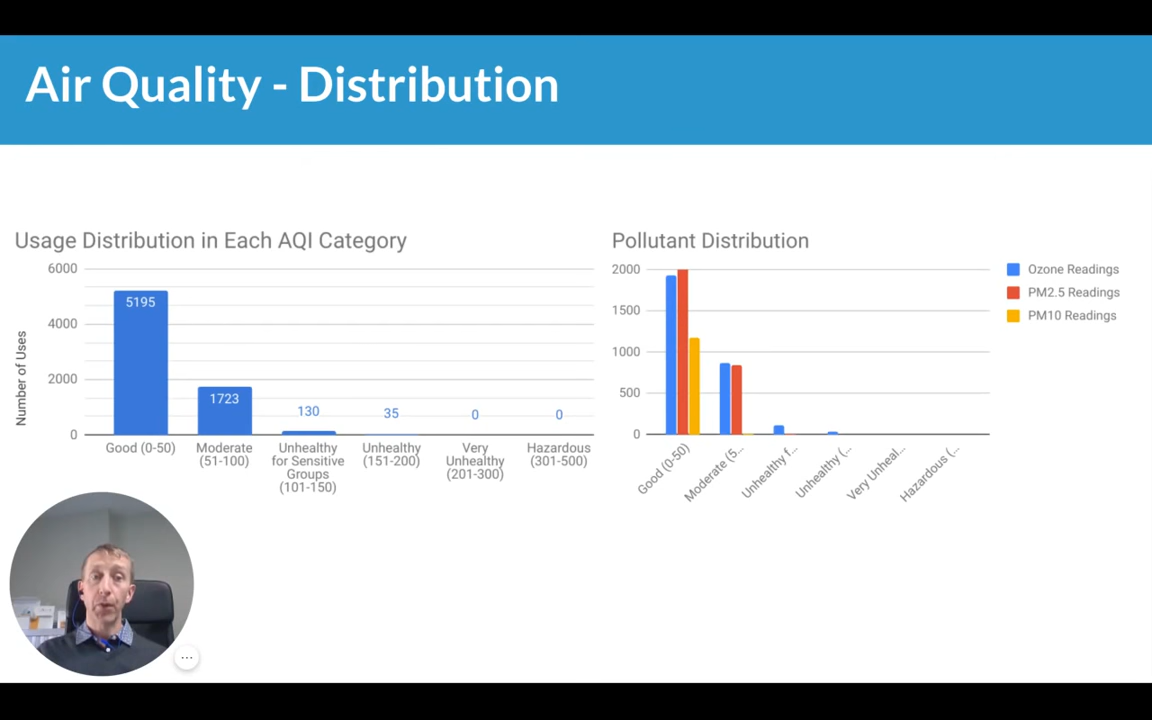 Air Quality - Distribution
Usage Distribution in Each AQI Category
Number of Uses
6000
4000
2000
0
5195
1723
130
35
0
0
Good (0-50)
Moderate
(51-100)
Unhealthy
for Sensitive
Groups
(101-150)
Unhealthy
(151-200)
Very
Unhealthy
(201-300)
Hazardous
(301-500)
Pollutant Distribution
2000
1500
1000
500
0
Good (0-50)
Moderate (5...
Unhealthy f...
Unhealthy (...
Very Unheal...
Hazardous (...
Ozone Readings
PM2.5 Readings
PM10 Readings